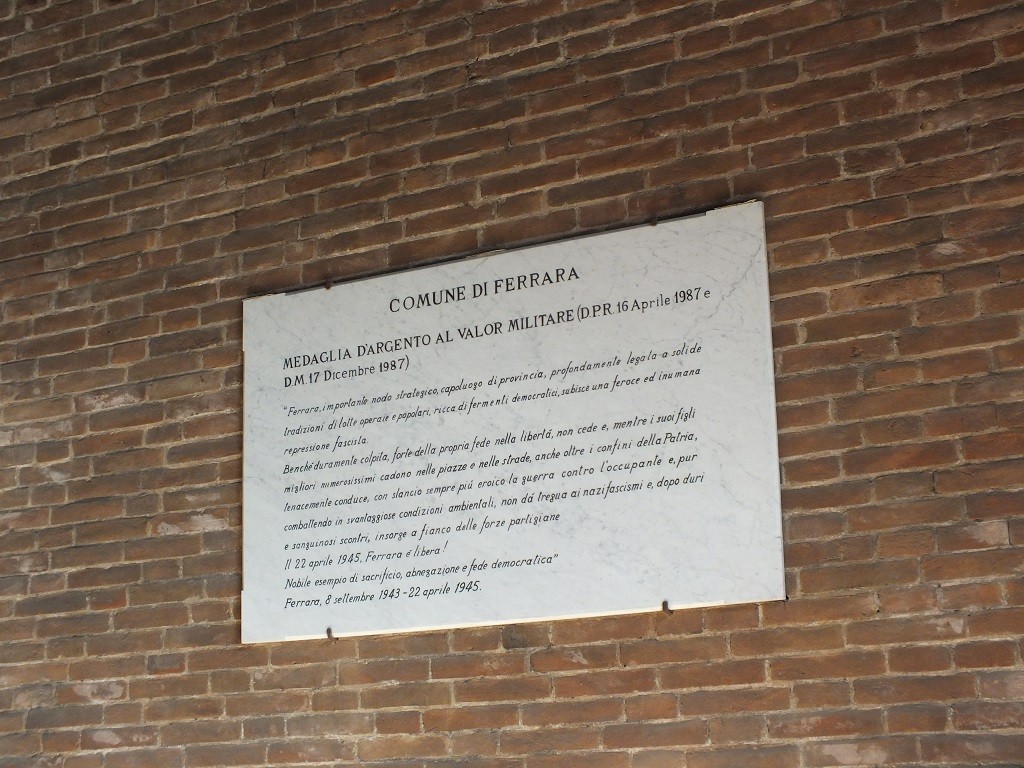 COMUNE DI FERRARA
MEDAGLIA D'ARGENTO AL VALOR MILITARE (D.P.R. 16 Aprile 1987 e
D.M. 17 Dicembre 1987)
"Ferrara, importante nodo strategico, capoluogo di provincia, profondamente legata a solide
tradizioni di lotte operaie e popolari, ricca di fermenti democratici, subisce una feroce ed inumana
repressione fascista.
Benché duramente colpita, forte della propria fede nella libertá, non cede e, mentre i suoi figli
migliori numerosissimi cadono nelle piazze e nelle strade, anche oltre i confini della Patria,
tenacemente conduce, con slancio sempre piú eroico la guerra contro l'occupante e, pur
combattendo in svantaggiose condizioni ambientali, non dá tregua ai nazifascismi e, dopo duri
e sanguinosi scontri, insorge a fianco delle forze partigiane
Il 22 aprile 1945, Ferrara é libera!
Nobile esempio di sacrificio, abnegazione e fede democratica"
Ferrara, 8 settembre 1943 - 22 aprile 1945.